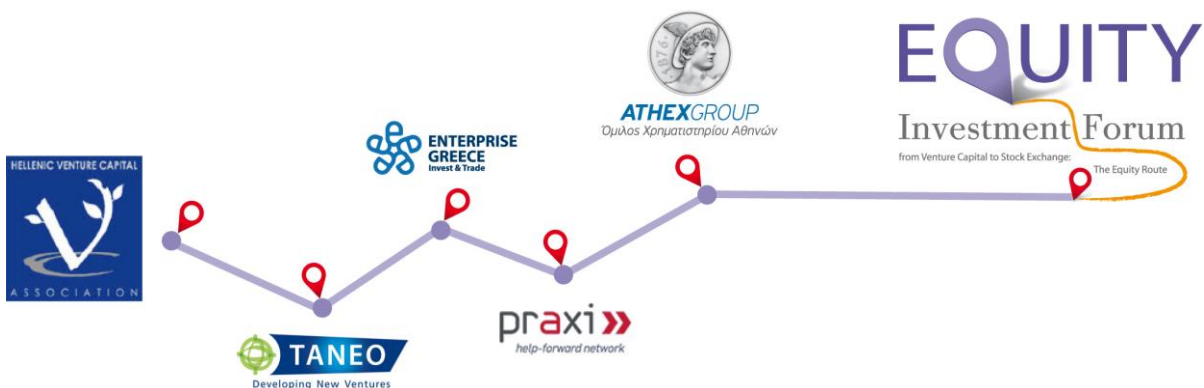 HELLENIC VENTURE CAPITAL
ASSOCIATION
TANEO
Developing New Ventures
ENTERPRISE
GREECE
Invest & Trade
praxi
help-forward network
1876
ATHEXGROUP
Όμιλος Χρηματιστηρίου Αθηνών
EQUITY
Investment Forum
from Venture Capital to Stock Exchange:
The Equity Route